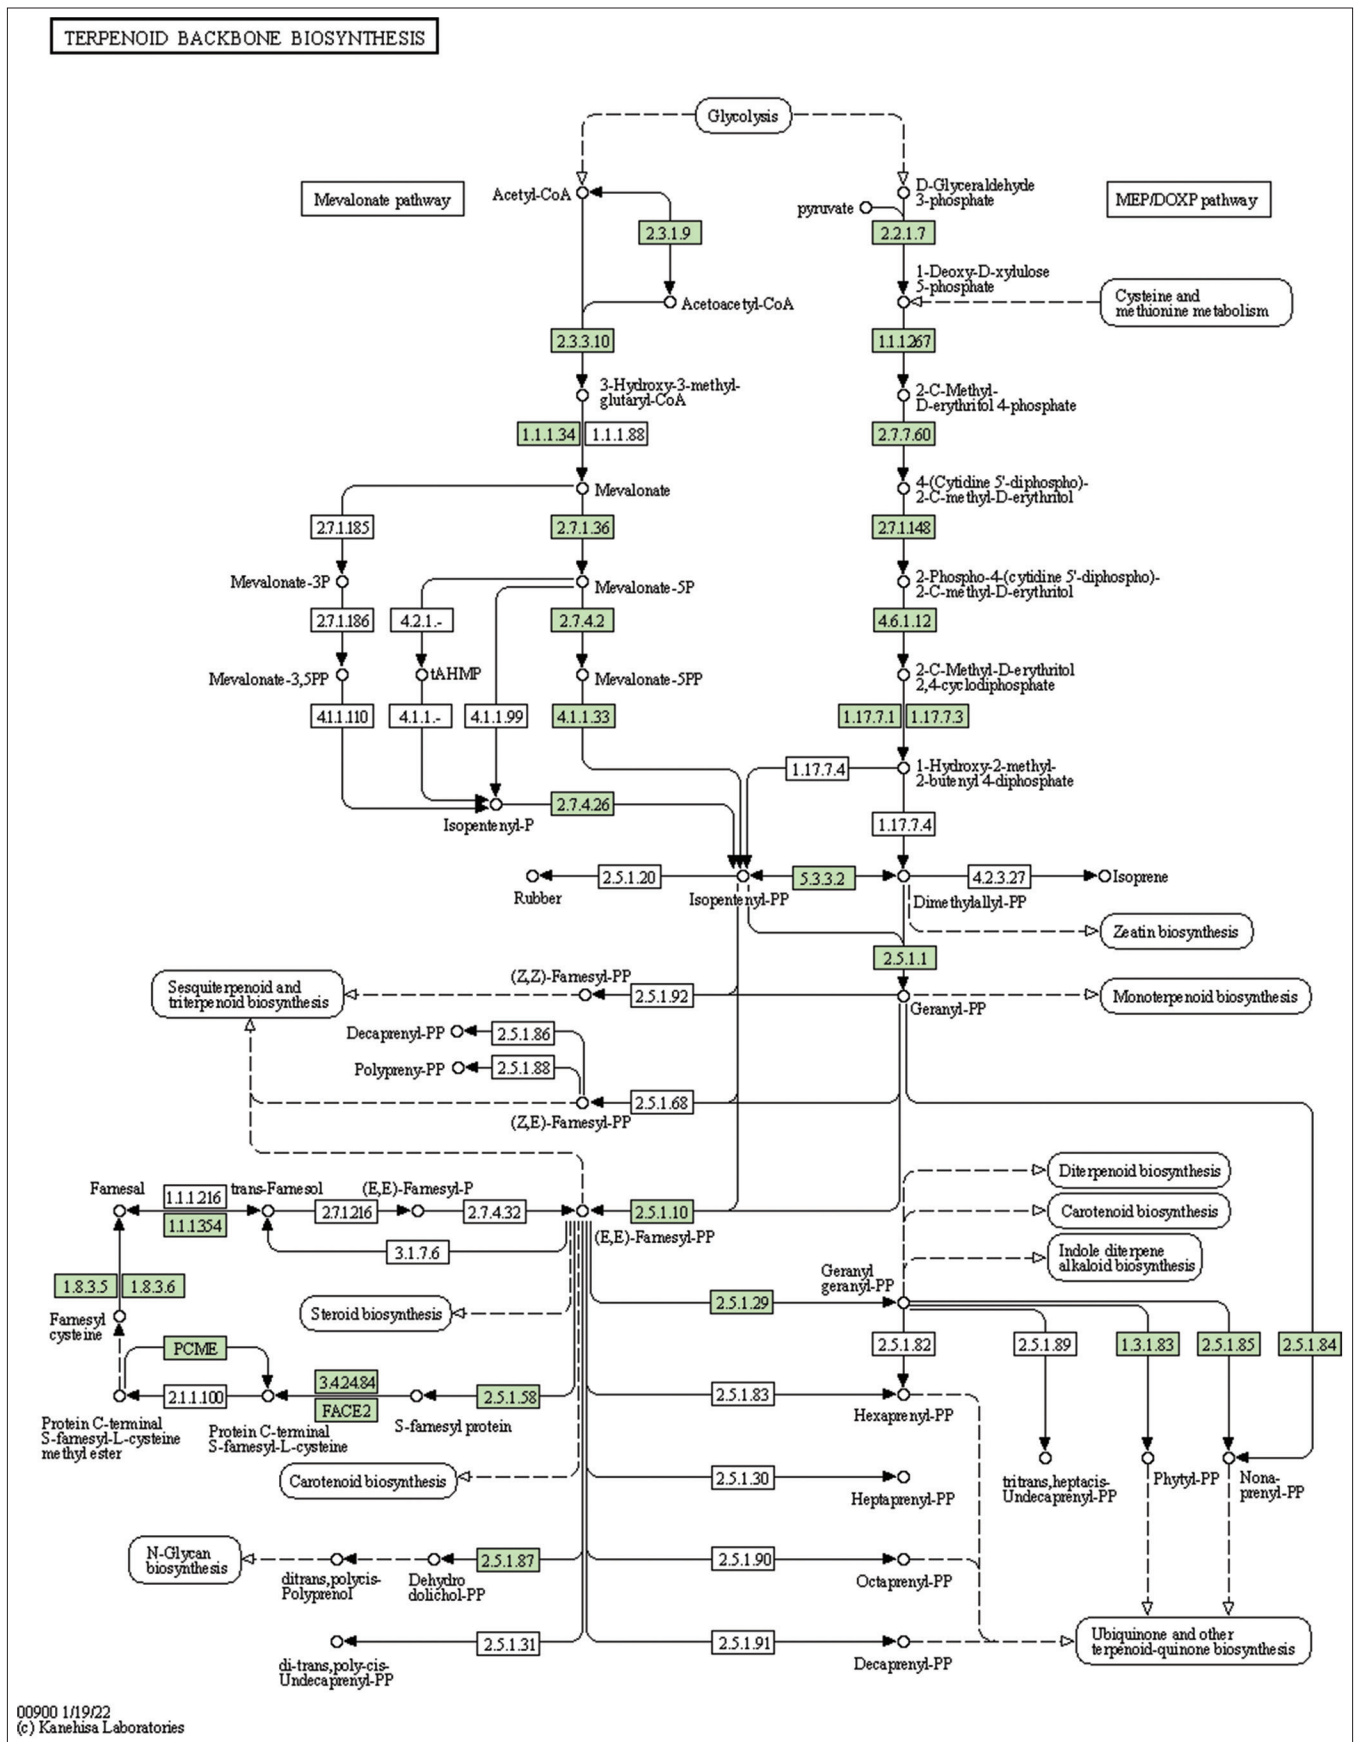 TERPENOID BACKBONE BIOSYNTHESIS
Glycolysis
Mevalonate pathway
Acetyl-CoA
D-Glyceraldehyde
3-phosphate
MEP/DOXP pathway
pyruvate
2.3.1.9
2.2.1.7
1-Deoxy-D-xylulose
5-phosphate
Acetoacetyl-CoA
Cysteine and
methionine metabolism
2.3.3.10
1.1.1267
3-Hydroxy-3-methyl-
glutaryl-CoA
2-C-Methyl-
D-erythritol 4-phosphate
1.1.1.34
1.1.1.88
2.7.7.60
Mevalonate
4-(Cytidine 5'-diphospho)-
2-C-methyl-D-erythritol
2.7.1.185
2.7.1.36
2.7.1.148
Mevalonate-3P
Mevalonate-5P
2-Phospho-4-(cytidine 5'-diphospho)-
2-C-methyl-D-erythritol
2.7.1.186
4.2.1.-
2.7.4.2
4.6.1.12
Mevalonate-3,5PP
tAHMP
Mevalonate-5PP
2-C-Methyl-D-erythritol
2,4-cyclodiphosphate
4.1.1.110
4.1.1.-
4.1.1.99
4.1.1.33
1.17.7.1
1.17.7.3
1.17.7.4
1-Hydroxy-2-methyl-
2-butenyl 4-diphosphate
Isopentenyl-P
2.7.4.26
1.17.7.4
Rubber
2.5.1.20
Isopentenyl-PP
5.3.3.2
Dimethylallyl-PP
4.2.3.27
Isoprene
Zeatin biosynthesis
2.5.1.1
Sesquiterpenoid and
triterpenoid biosynthesis
(Z,Z)-Farnesyl-PP
2.5.1.92
Geranyl-PP
Monoterpenoid biosynthesis
Decaprenyl-PP
2.5.1.86
Polypreny-PP
2.5.1.88
2.5.1.68
(Z,E)-Farnesyl-PP
Diterpenoid biosynthesis
Farnesal
1.1.1.216
trans-Farnesol
(E,E)-Farnesyl-P
2.7.1.216
2.7.4.32
2.5.1.10
Carotenoid biosynthesis
1.1.1354
(E,E)-Farnesyl-PP
3.1.7.6
Indole diterpene
alkaloid biosynthesis
1.8.3.5
1.8.3.6
Geranyl
geranyl-PP
2.5.1.29
Farnesyl
cysteine
Steroid biosynthesis
PCME
2.5.1.82
2.5.1.89
1.3.1.83
2.5.1.85
2.5.1.84
3.4.24.84
2.1.1.100
FACE2
2.5.1.58
2.5.1.83
Protein C-terminal
S-farnesyl-L-cysteine
methyl ester
Protein C-terminal
S-farnesyl-L-cysteine
S-farnesyl protein
Hexaprenyl-PP
Carotenoid biosynthesis
2.5.1.30
Heptaprenyl-PP
tritrans,heptacis-
Undecaprenyl-PP
Phytyl-PP
Nona-
prenyl-PP
N-Glycan
biosynthesis
ditrans,polycis-
Polyprenol
Dehydro
dolichol-PP
2.5.1.87
2.5.1.90
Octaprenyl-PP
di-trans,poly-cis-
Undecaprenyl-PP
2.5.1.31
2.5.1.91
Decaprenyl-PP
Ubiquinone and other
terpenoid-quinone biosynthesis
00900 1/19/22
(c) Kanehisa Laboratories